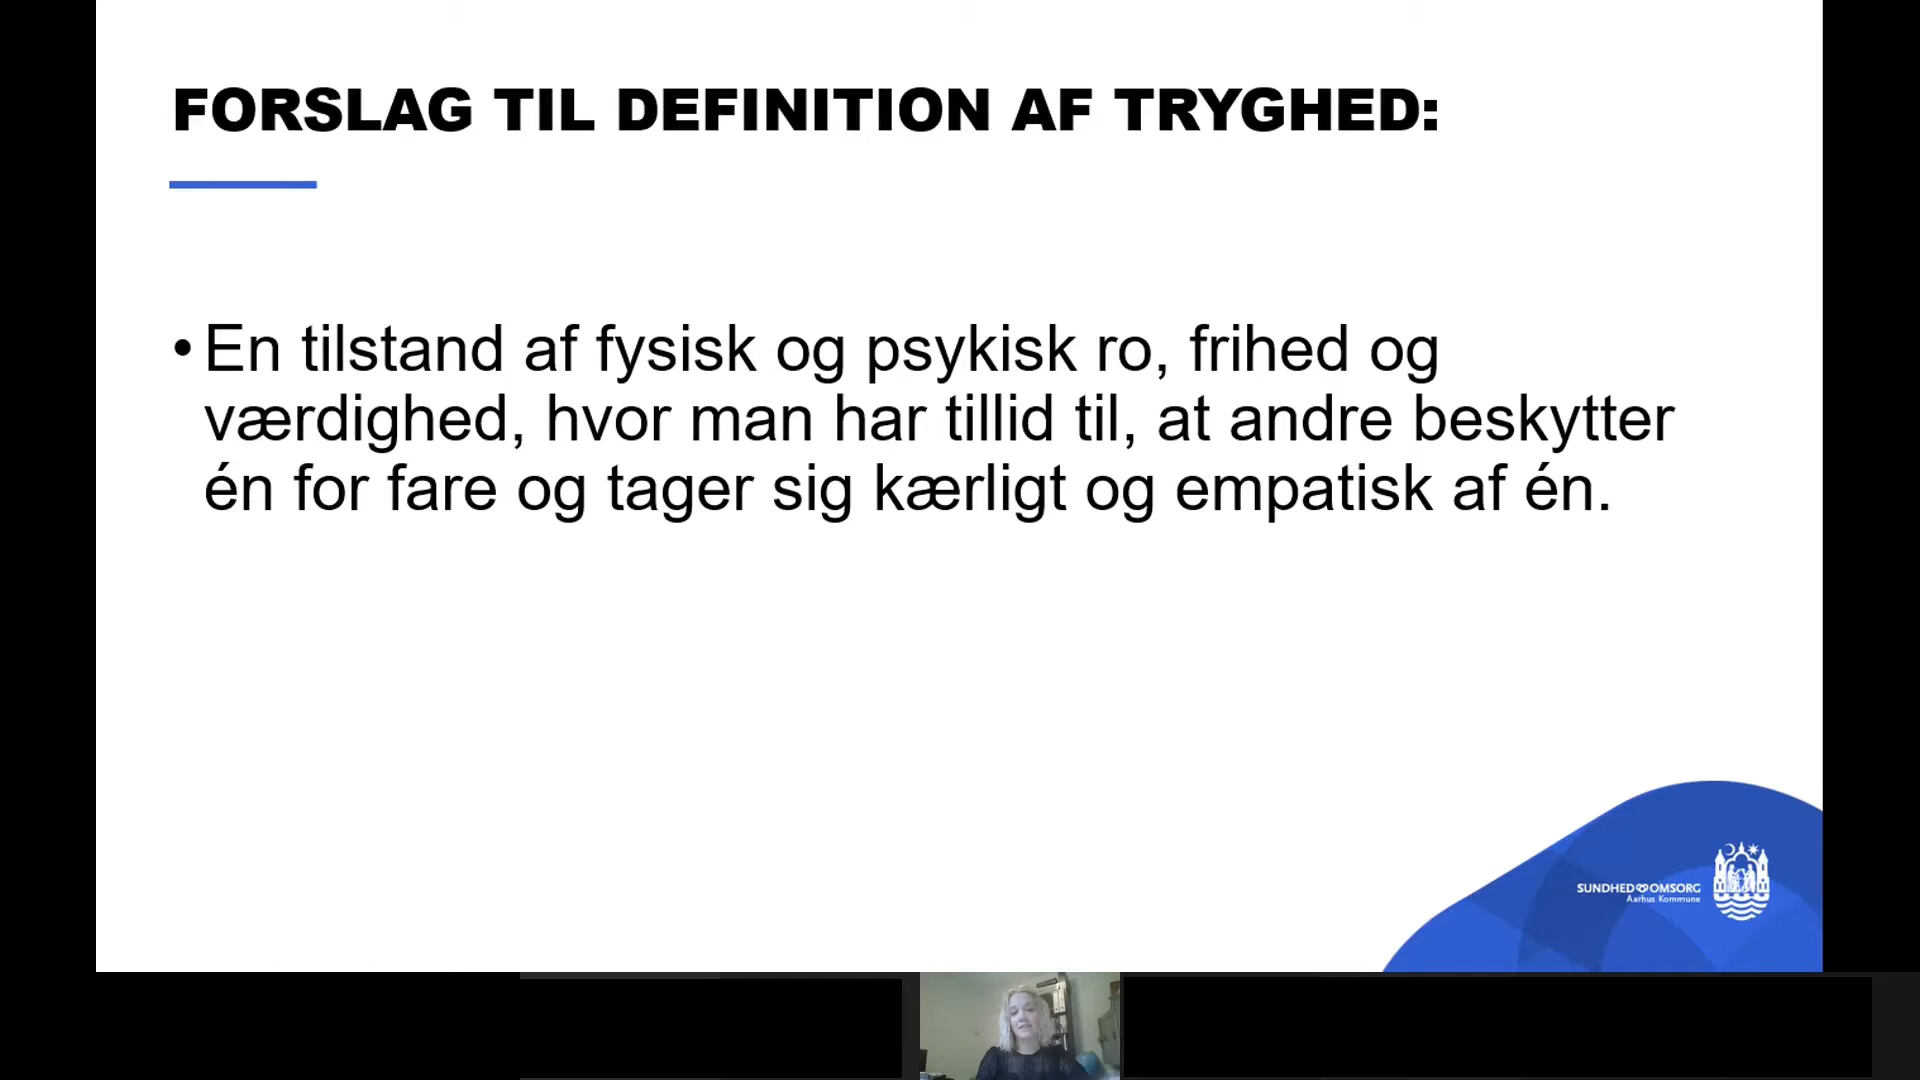 FORSLAG TIL DEFINITION AF TRYGHED:
• En tilstand af fysisk og psykisk ro, frihed og
værdighed, hvor man har tillid til, at andre beskytter
én for fare og tager sig kærligt og empatisk af én.
SUNDHED OMSORG
Aarhus Kommune